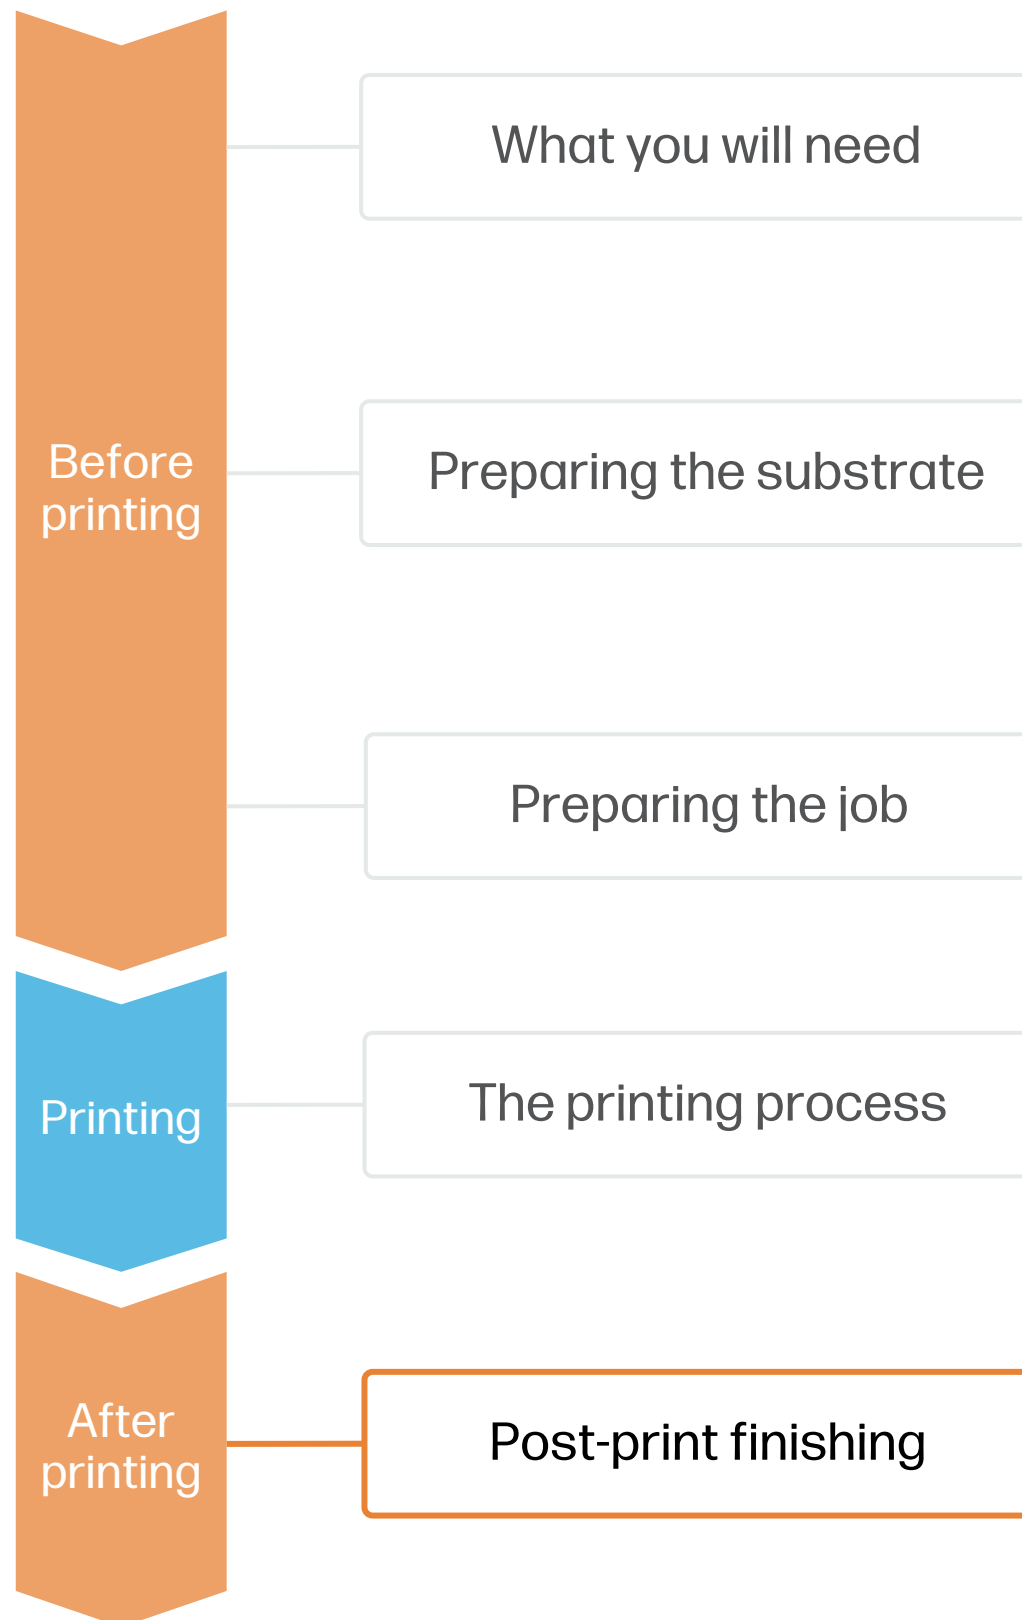 What you will need
Before
printing
Preparing the substrate
Preparing the job
Printing
The printing process
After
printing
Post-print finishing